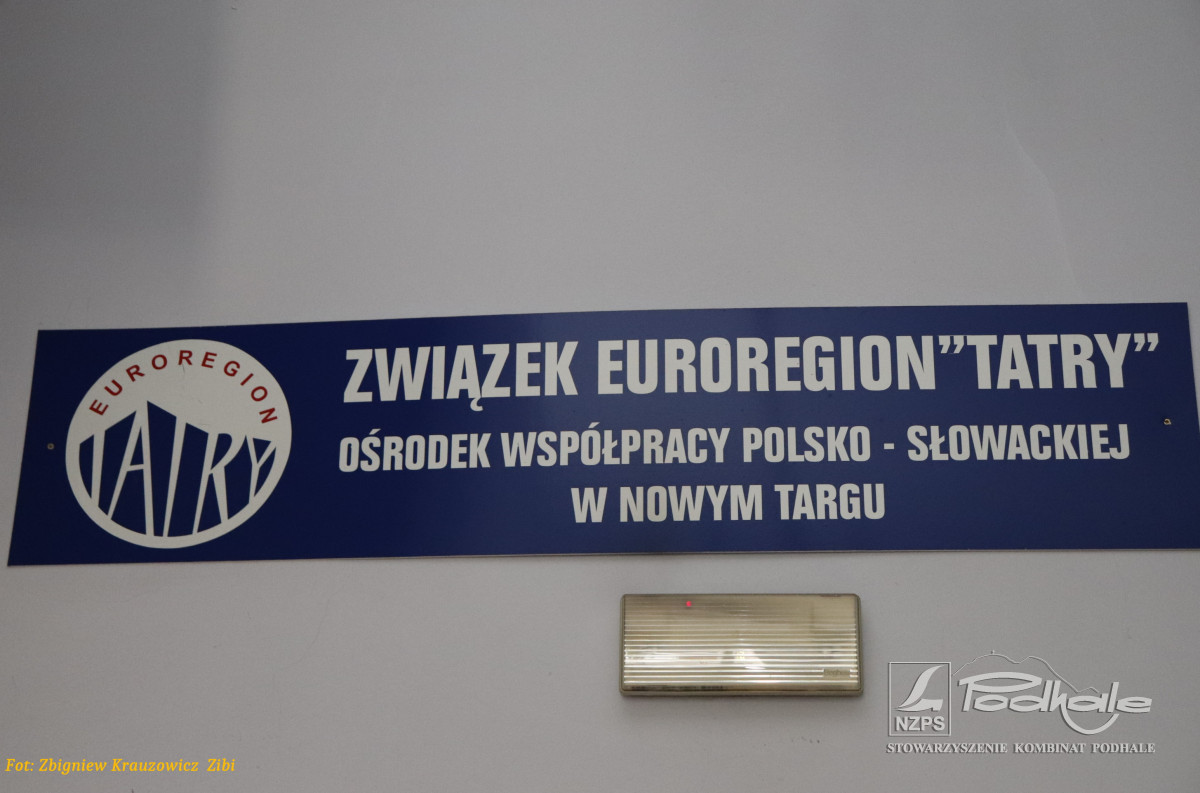 EUROREGION
TATRY
ZWIĄZEK EUROREGION"TATRY"
OŚRODEK WSPÓŁPRACY POLSKO - SŁOWACKIEJ
W NOWYM TARGU
NZPS
Podhale
STOWARZYSZENIE KOMBINAT PODHALE
Fot: Zbigniew Krauzowicz Zibi